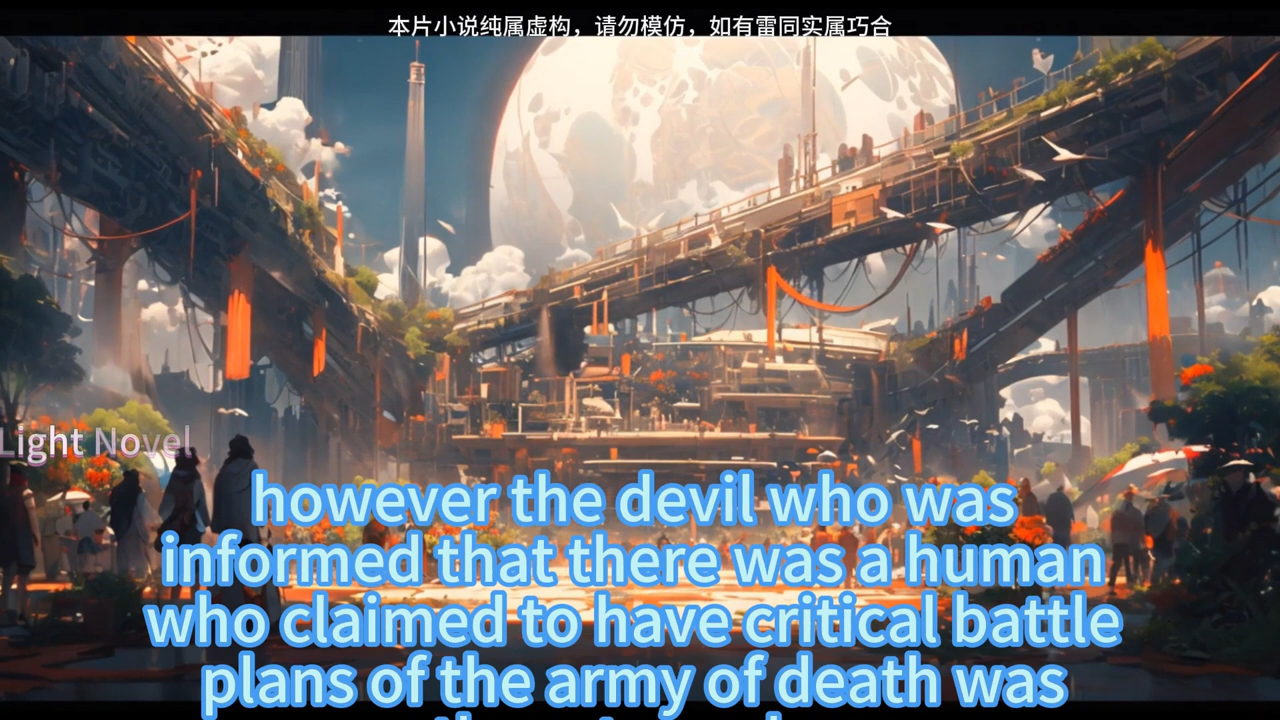 本片小说纯属虚构，请勿模仿，如有雷同实属巧合
Light Novel
however the devil who was
informed that there was a human
who claimed to have critical battle
plans of the army of death was